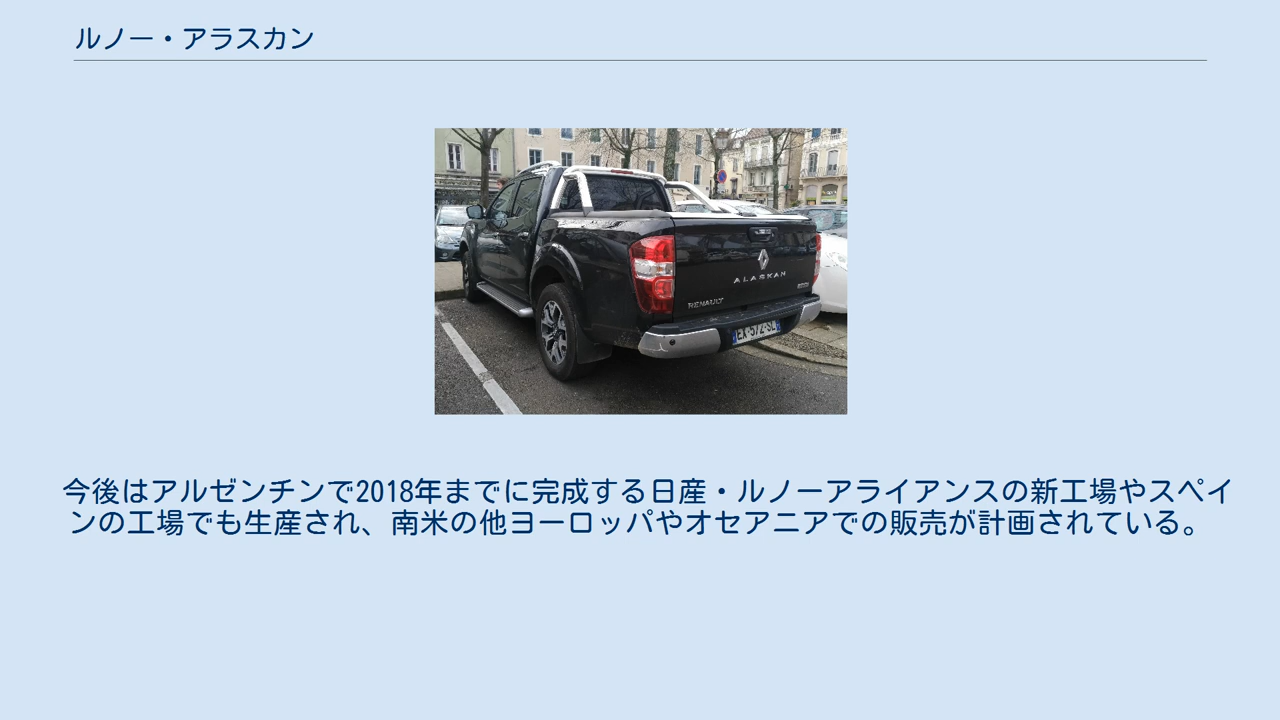 ルノー・アラスカン
ALASKAN
RENAULT
EX-572-SL
今後はアルゼンチンで2018年までに完成する日産・ルノーアライアンスの新工場やスペイ
ンの工場でも生産され、南米の他ヨーロッパやオセアニアでの販売が計画されている。